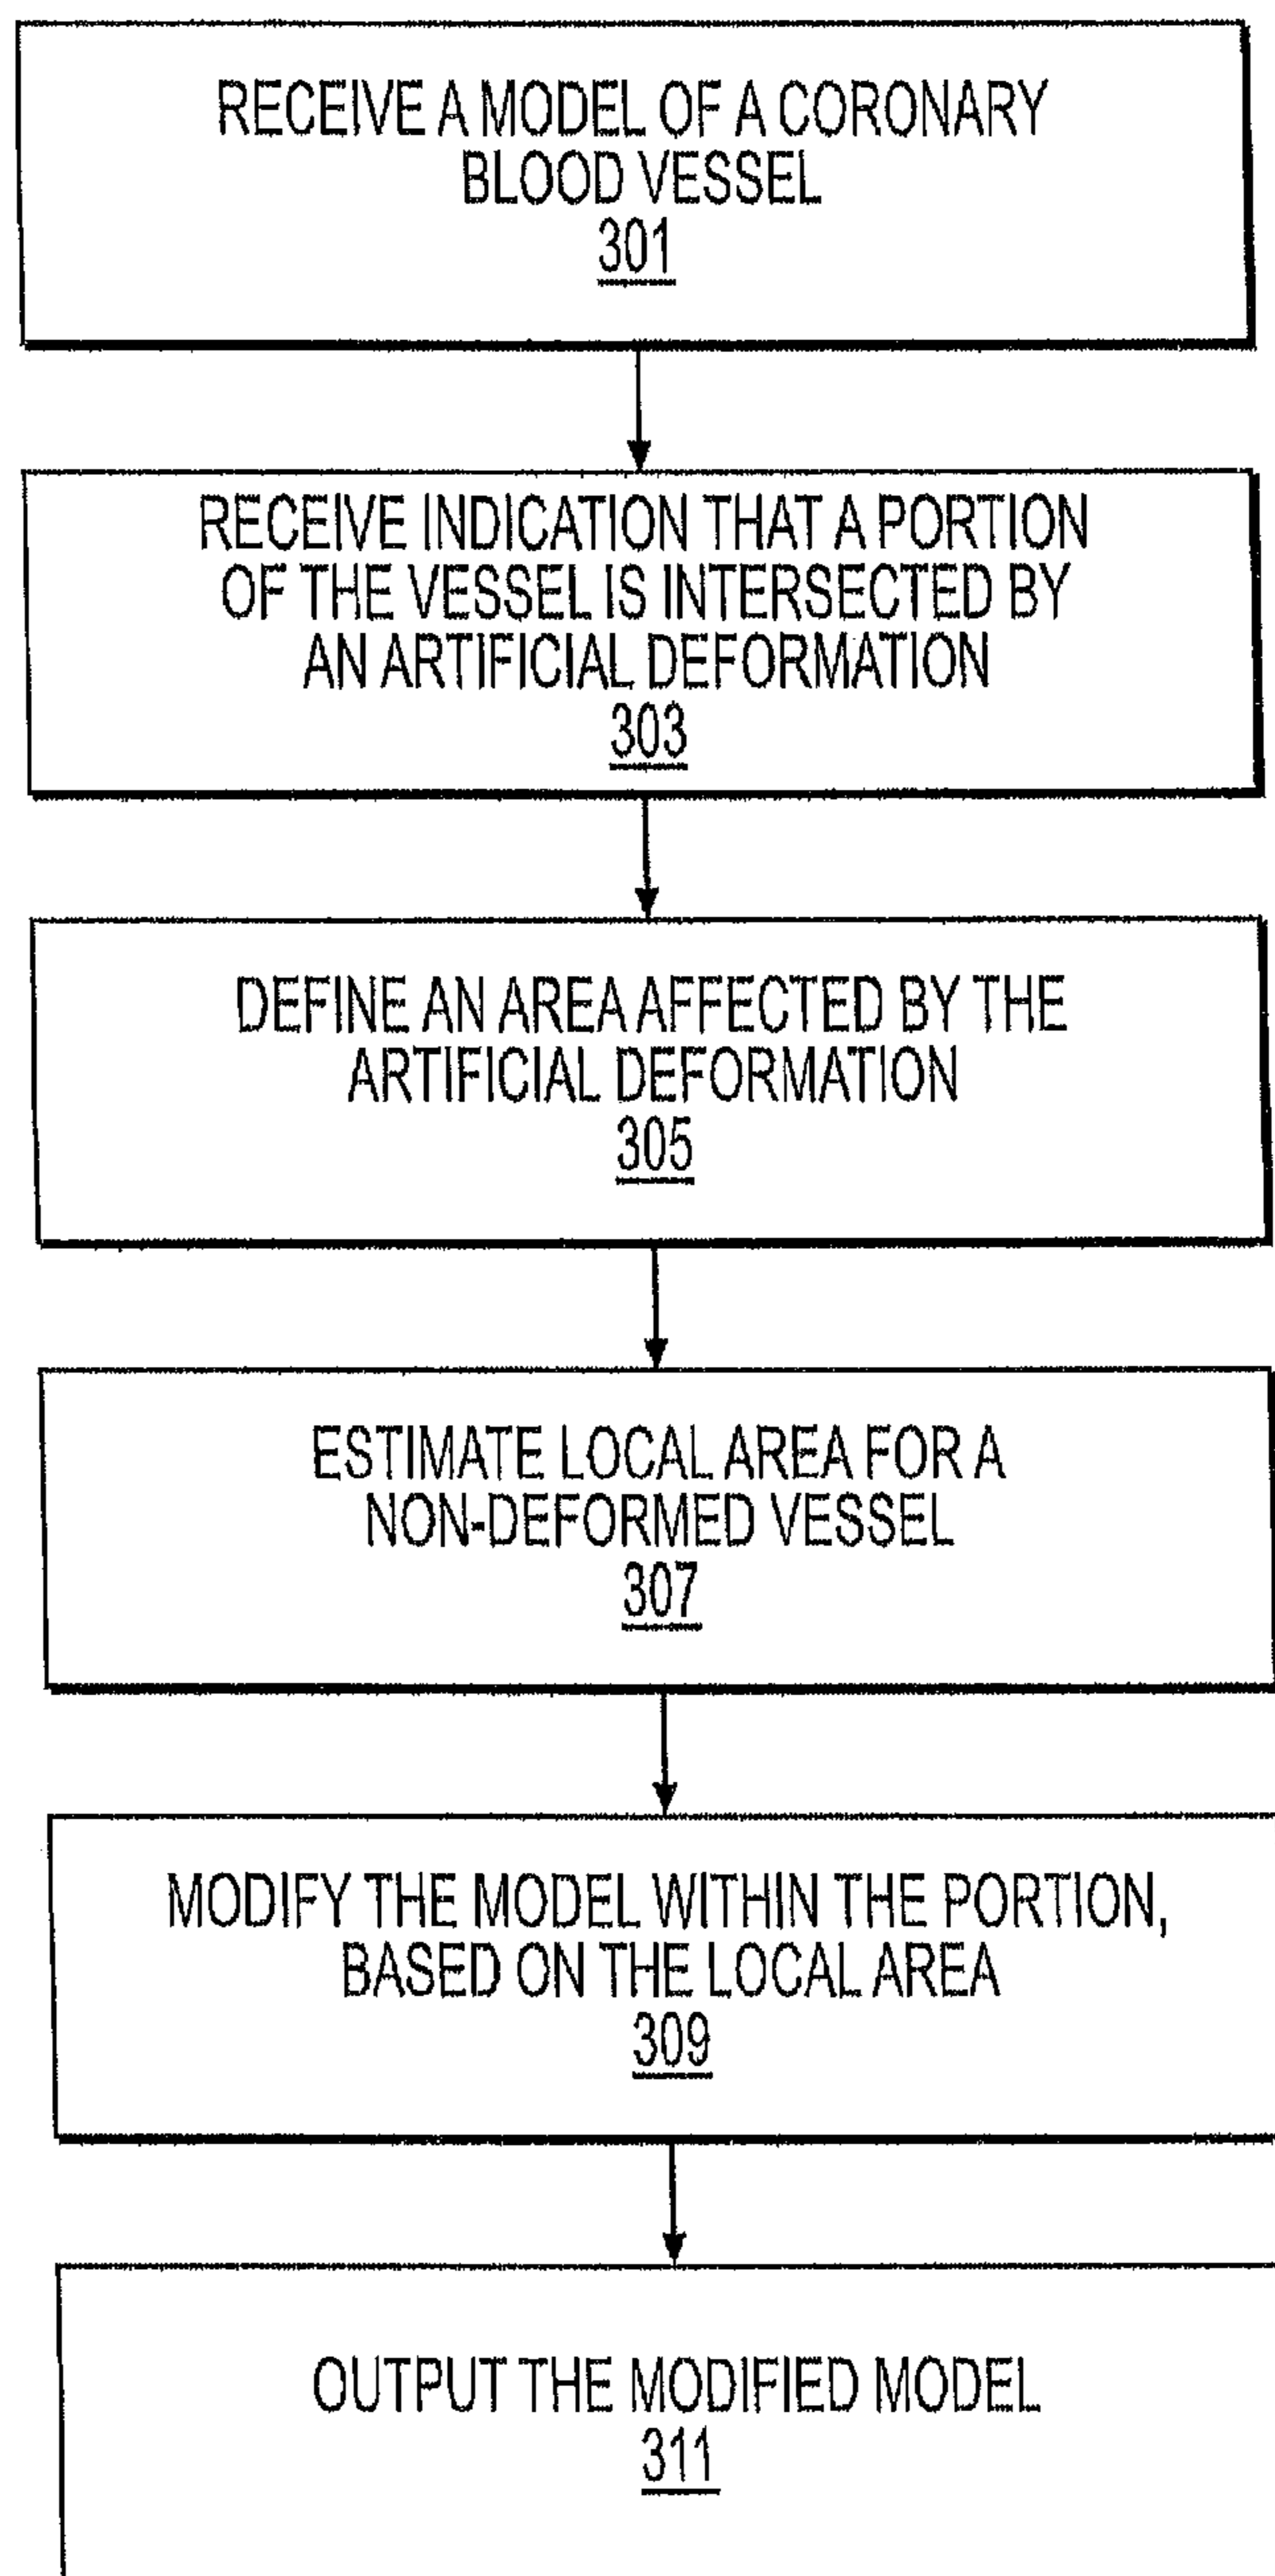 RECEIVE A MODEL OF A CORONARY
BLOOD VESSEL
301
RECEIVE INDICATION THAT A PORTION
OF THE VESSEL IS INTERSECTED BY
AN ARTIFICIAL DEFORMATION
303
DEFINE AN AREA AFFECTED BY THE
ARTIFICIAL DEFORMATION
305
ESTIMATE LOCAL AREA FOR A
NON-DEFORMED VESSEL
307
MODIFY THE MODEL WITHIN THE PORTION,
BASED ON THE LOCAL AREA
309
OUTPUT THE MODIFIED MODEL
311